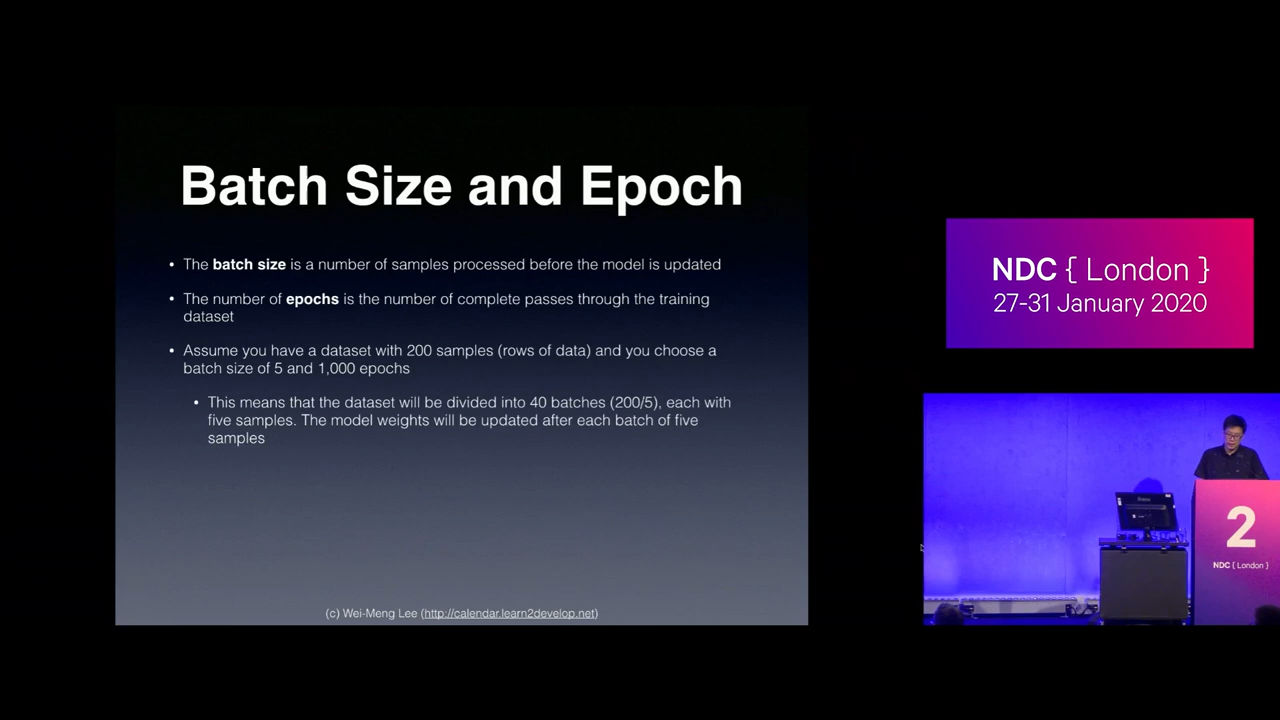 Batch Size and Epoch
• The batch size is a number of samples processed before the model is updated
• The number of epochs is the number of complete passes through the training
dataset
• Assume you have a dataset with 200 samples (rows of data) and you choose a
batch size of 5 and 1,000 epochs
• This means that the dataset will be divided into 40 batches (200/5), each with
five samples. The model weights will be updated after each batch of five
samples
(c) Wei-Meng Lee (http://calendar.learn2develop.net)
NDC { London }
27-31 January 2020
2
NDC { London }